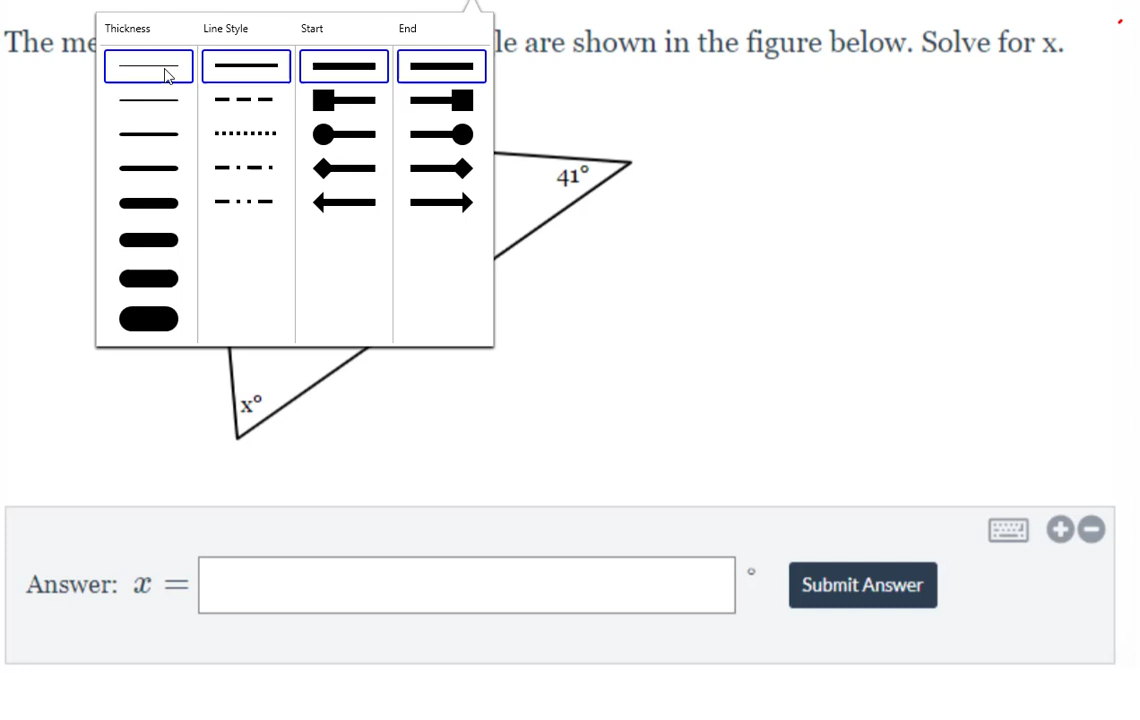 Thickness Line Style Start End
The me le are shown in the figure below. Solve for x.
41°
x°
Answer: x = °
Submit Answer